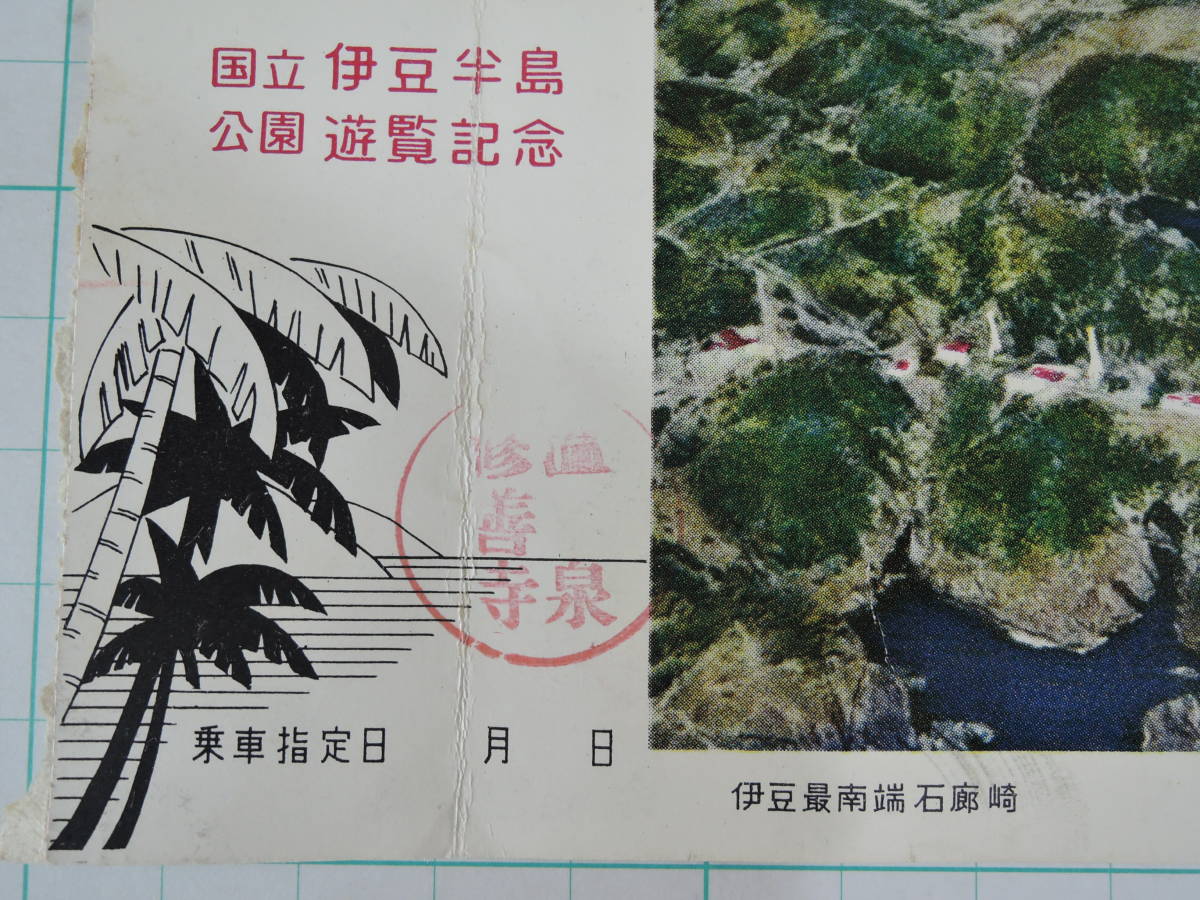 国立 伊豆半島
公園 遊覧記念
修善寺
泉
乗車指定日 月 日
伊豆最南端石廊崎